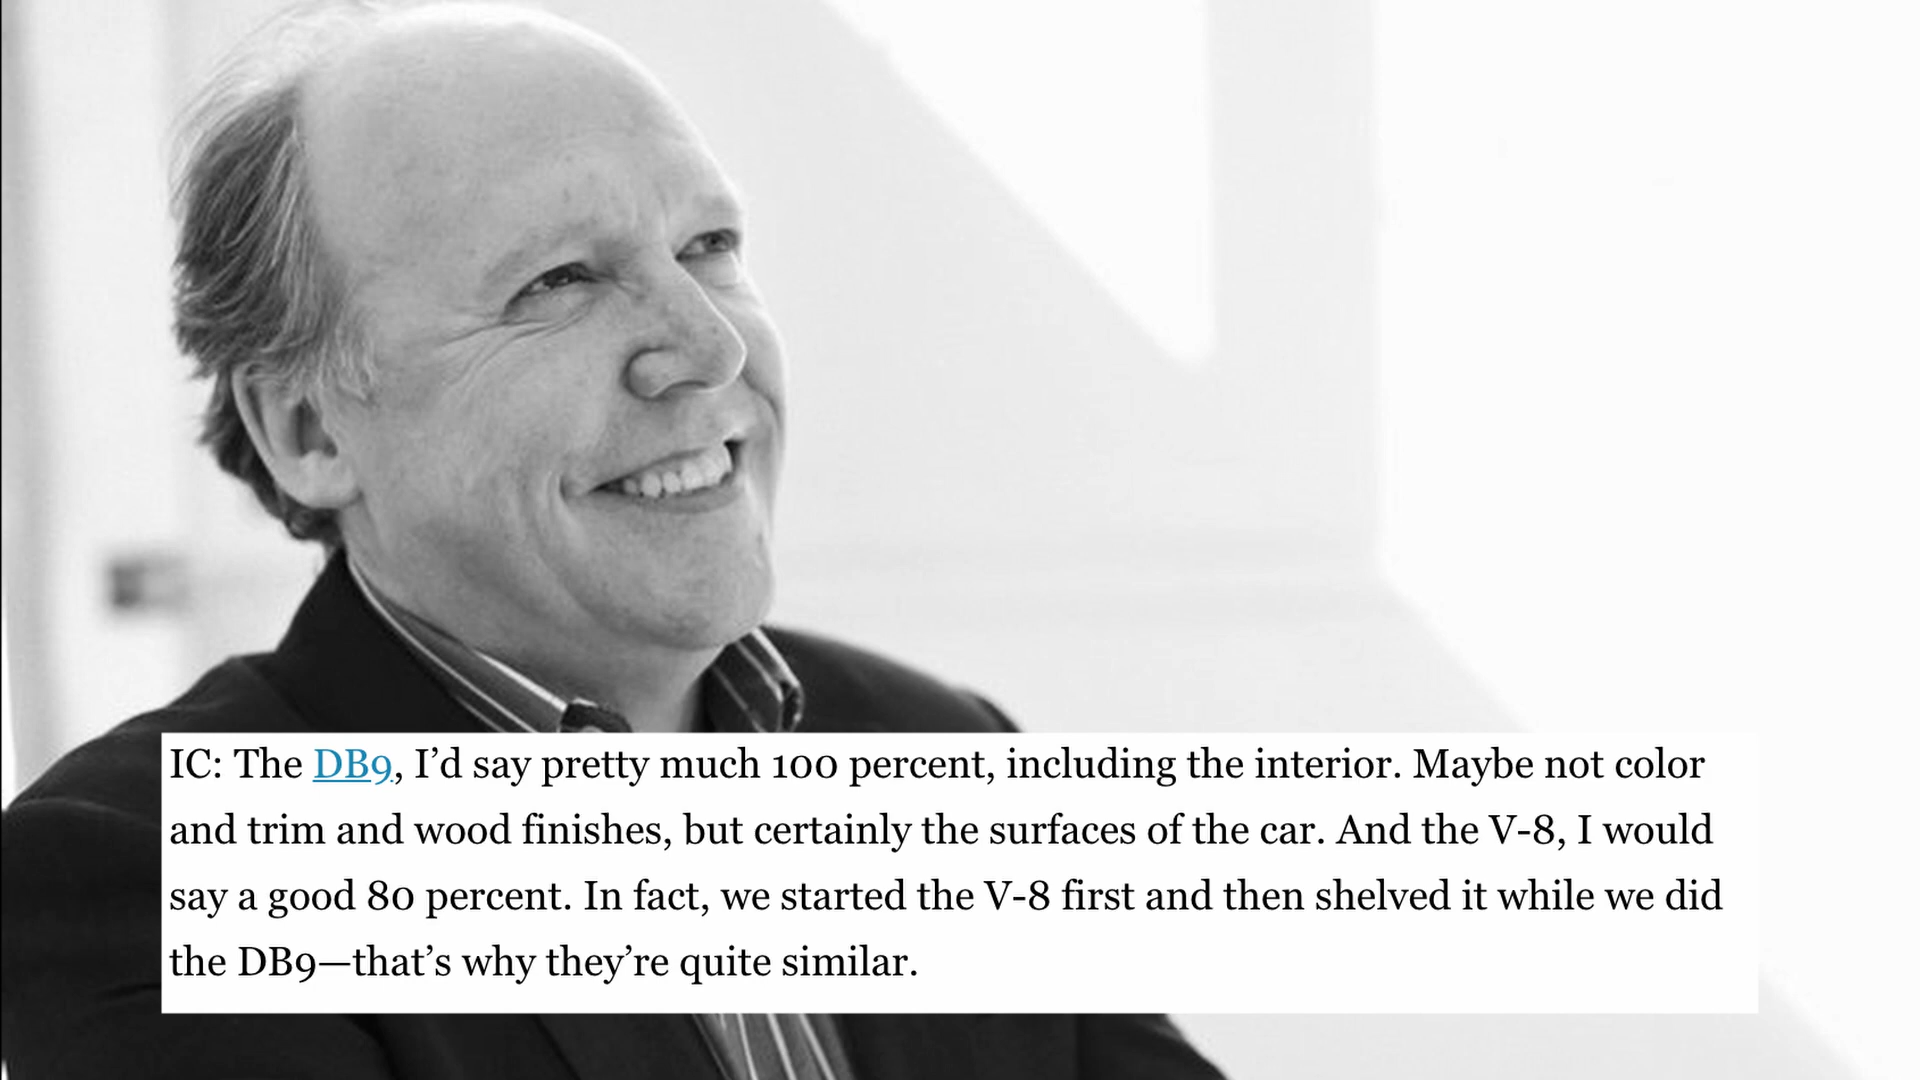 IC: The DB9, I’d say pretty much 100 percent, including the interior. Maybe not color
and trim and wood finishes, but certainly the surfaces of the car. And the V-8, I would
say a good 80 percent. In fact, we started the V-8 first and then shelved it while we did
the DB9—that’s why they’re quite similar.